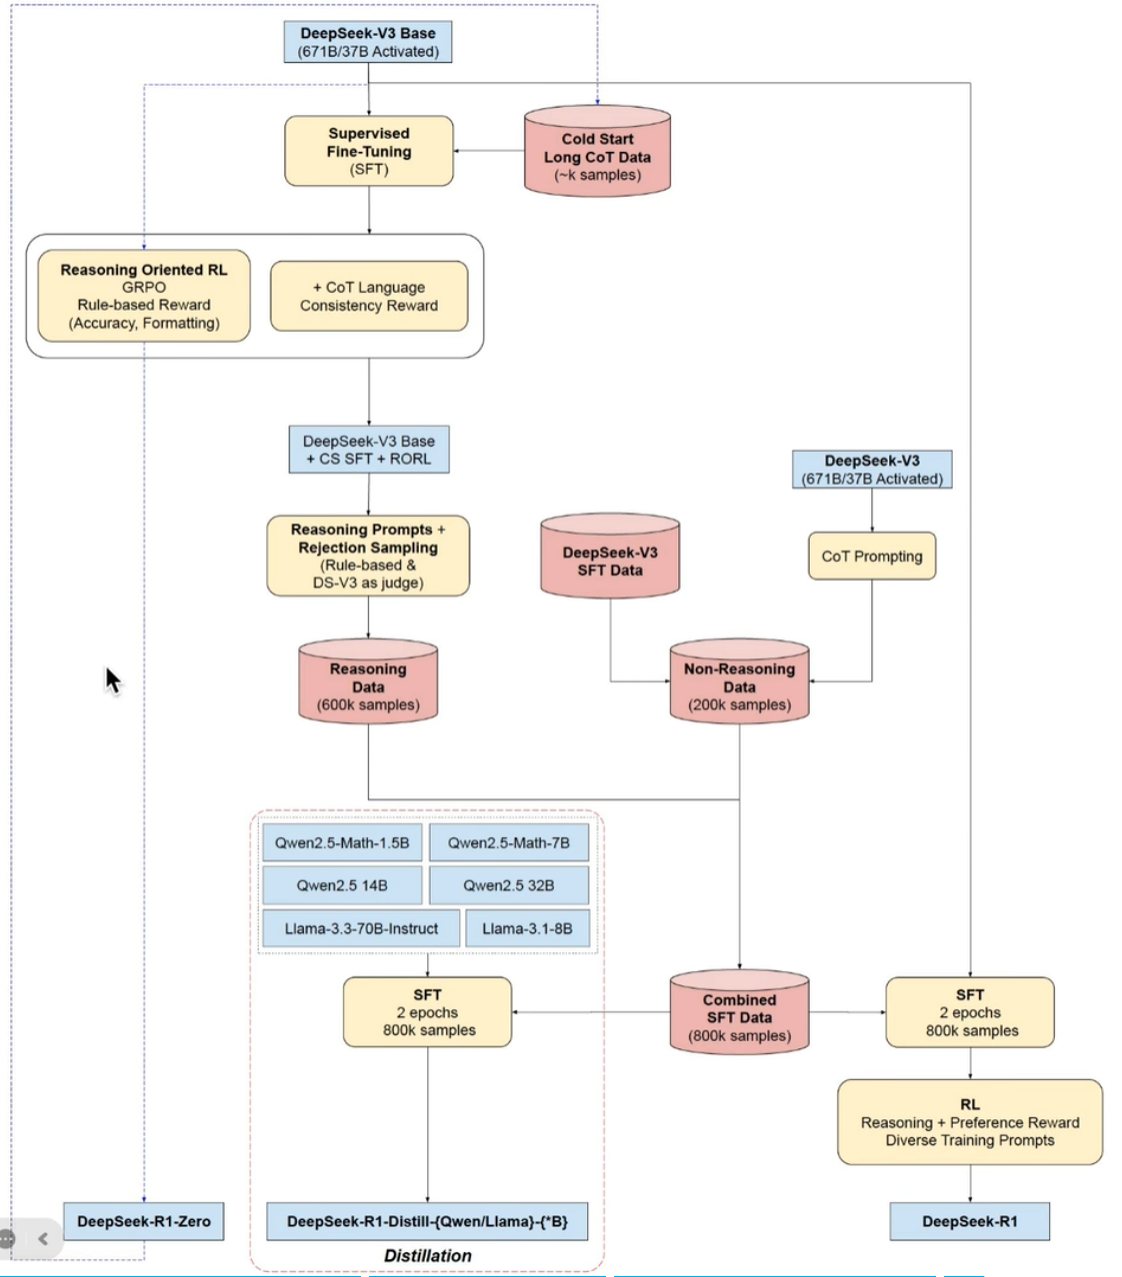 DeepSeek-V3 Base
(671B/37B Activated)
Supervised
Fine-Tuning
(SFT)
Cold Start
Long CoT Data
(~k samples)
Reasoning Oriented RL
GRPO
Rule-based Reward
(Accuracy, Formatting)
+ CoT Language
Consistency Reward
DeepSeek-V3 Base
+ CS SFT + RORL
DeepSeek-V3
(671B/37B Activated)
Reasoning Prompts +
Rejection Sampling
(Rule-based &
DS-V3 as judge)
DeepSeek-V3
SFT Data
CoT Prompting
Reasoning
Data
(600k samples)
Non-Reasoning
Data
(200k samples)
Qwen2.5-Math-1.5B
Qwen2.5-Math-7B
Qwen2.5 14B
Qwen2.5 32B
Llama-3.3-70B-Instruct
Llama-3.1-8B
SFT
2 epochs
800k samples
Combined
SFT Data
(800k samples)
SFT
2 epochs
800k samples
RL
Reasoning + Preference Reward
Diverse Training Prompts
DeepSeek-R1-Zero
DeepSeek-R1-Distill-{Qwen/Llama}-{*B}
DeepSeek-R1
Distillation